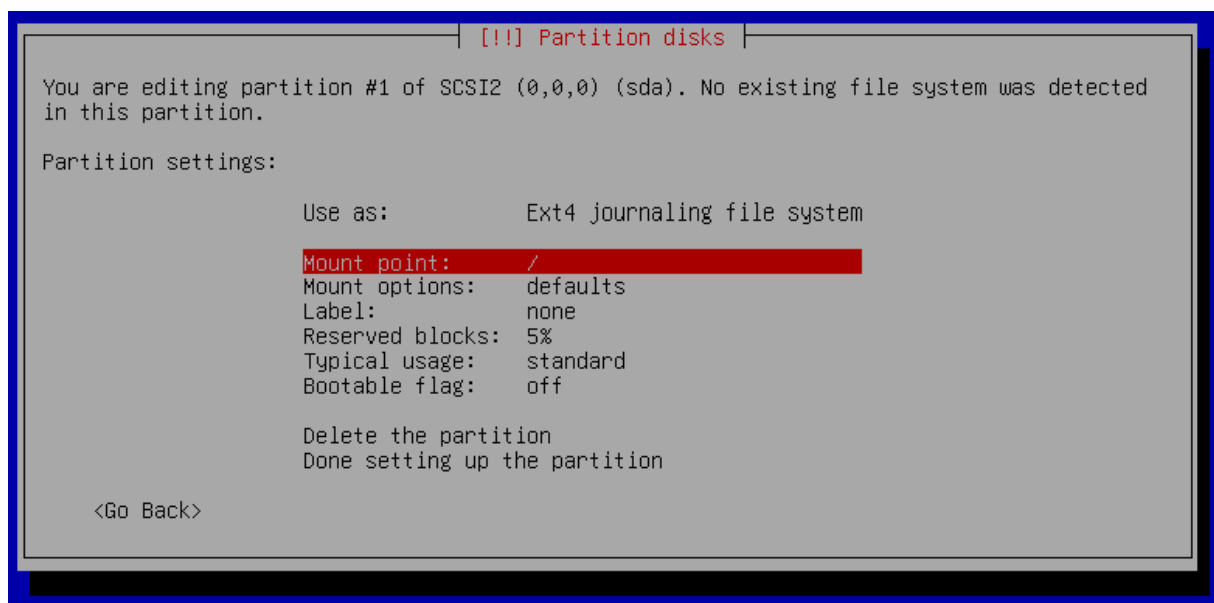 [!!] Partition disks
You are editing partition #1 of SCSI2 (0,0,0) (sda). No existing file system was detected
in this partition.
Partition settings:
Use as: Ext4 journaling file system
Mount point: /
Mount options: defaults
Label: none
Reserved blocks: 5%
Typical usage: standard
Bootable flag: off
Delete the partition
Done setting up the partition
<Go Back>